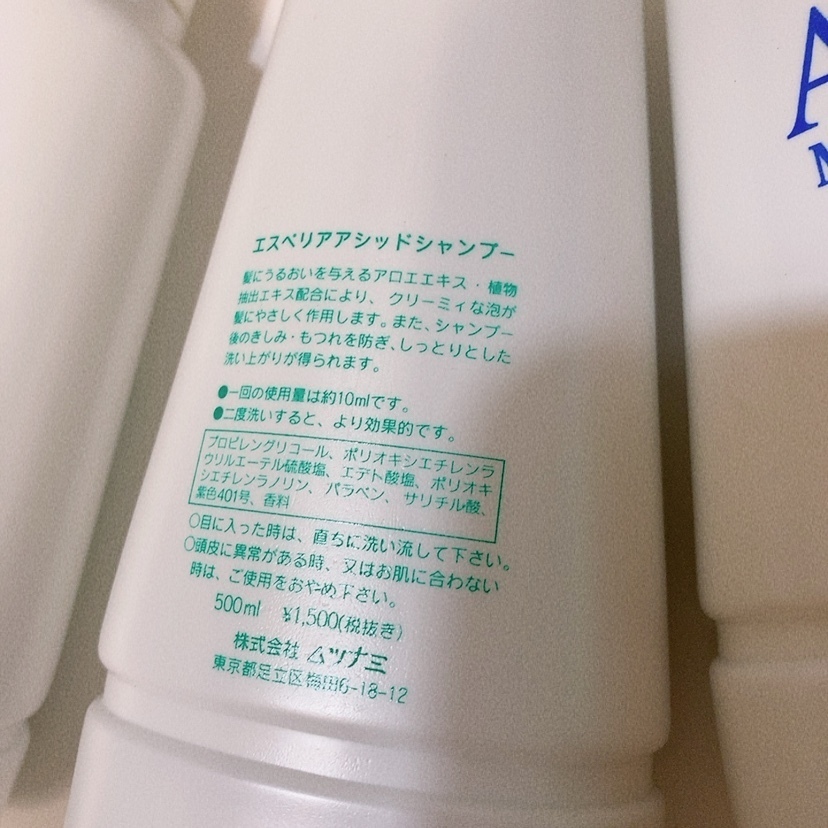 エスペリアアシッドシャンプー
髪にうるおいを与えるアロエエキス・植物
抽出エキス配合により、クリーミィな泡が
髪にやさしく作用します。また、シャンプー
後のきしみ・もつれを防ぎ、しっとりとした
洗い上がりが得られます。
●一回の使用量は約10mlです。
●二度洗いすると、より効果的です。
プロピレングリコール、ポリオキシエチレンラ
ウリルエーテル硫酸塩、エデト酸塩、ポリオキ
シエチレンラノリン、パラベン、サリチル酸、
紫色401号、香料
○目に入った時は、直ちに洗い流して下さい。
○頭皮に異常がある時、又はお肌に合わない
時は、ご使用をおやめ下さい。
500ml ¥1,500(税抜き)
株式会社 ムツナミ
東京都足立区梅田6-18-12
A